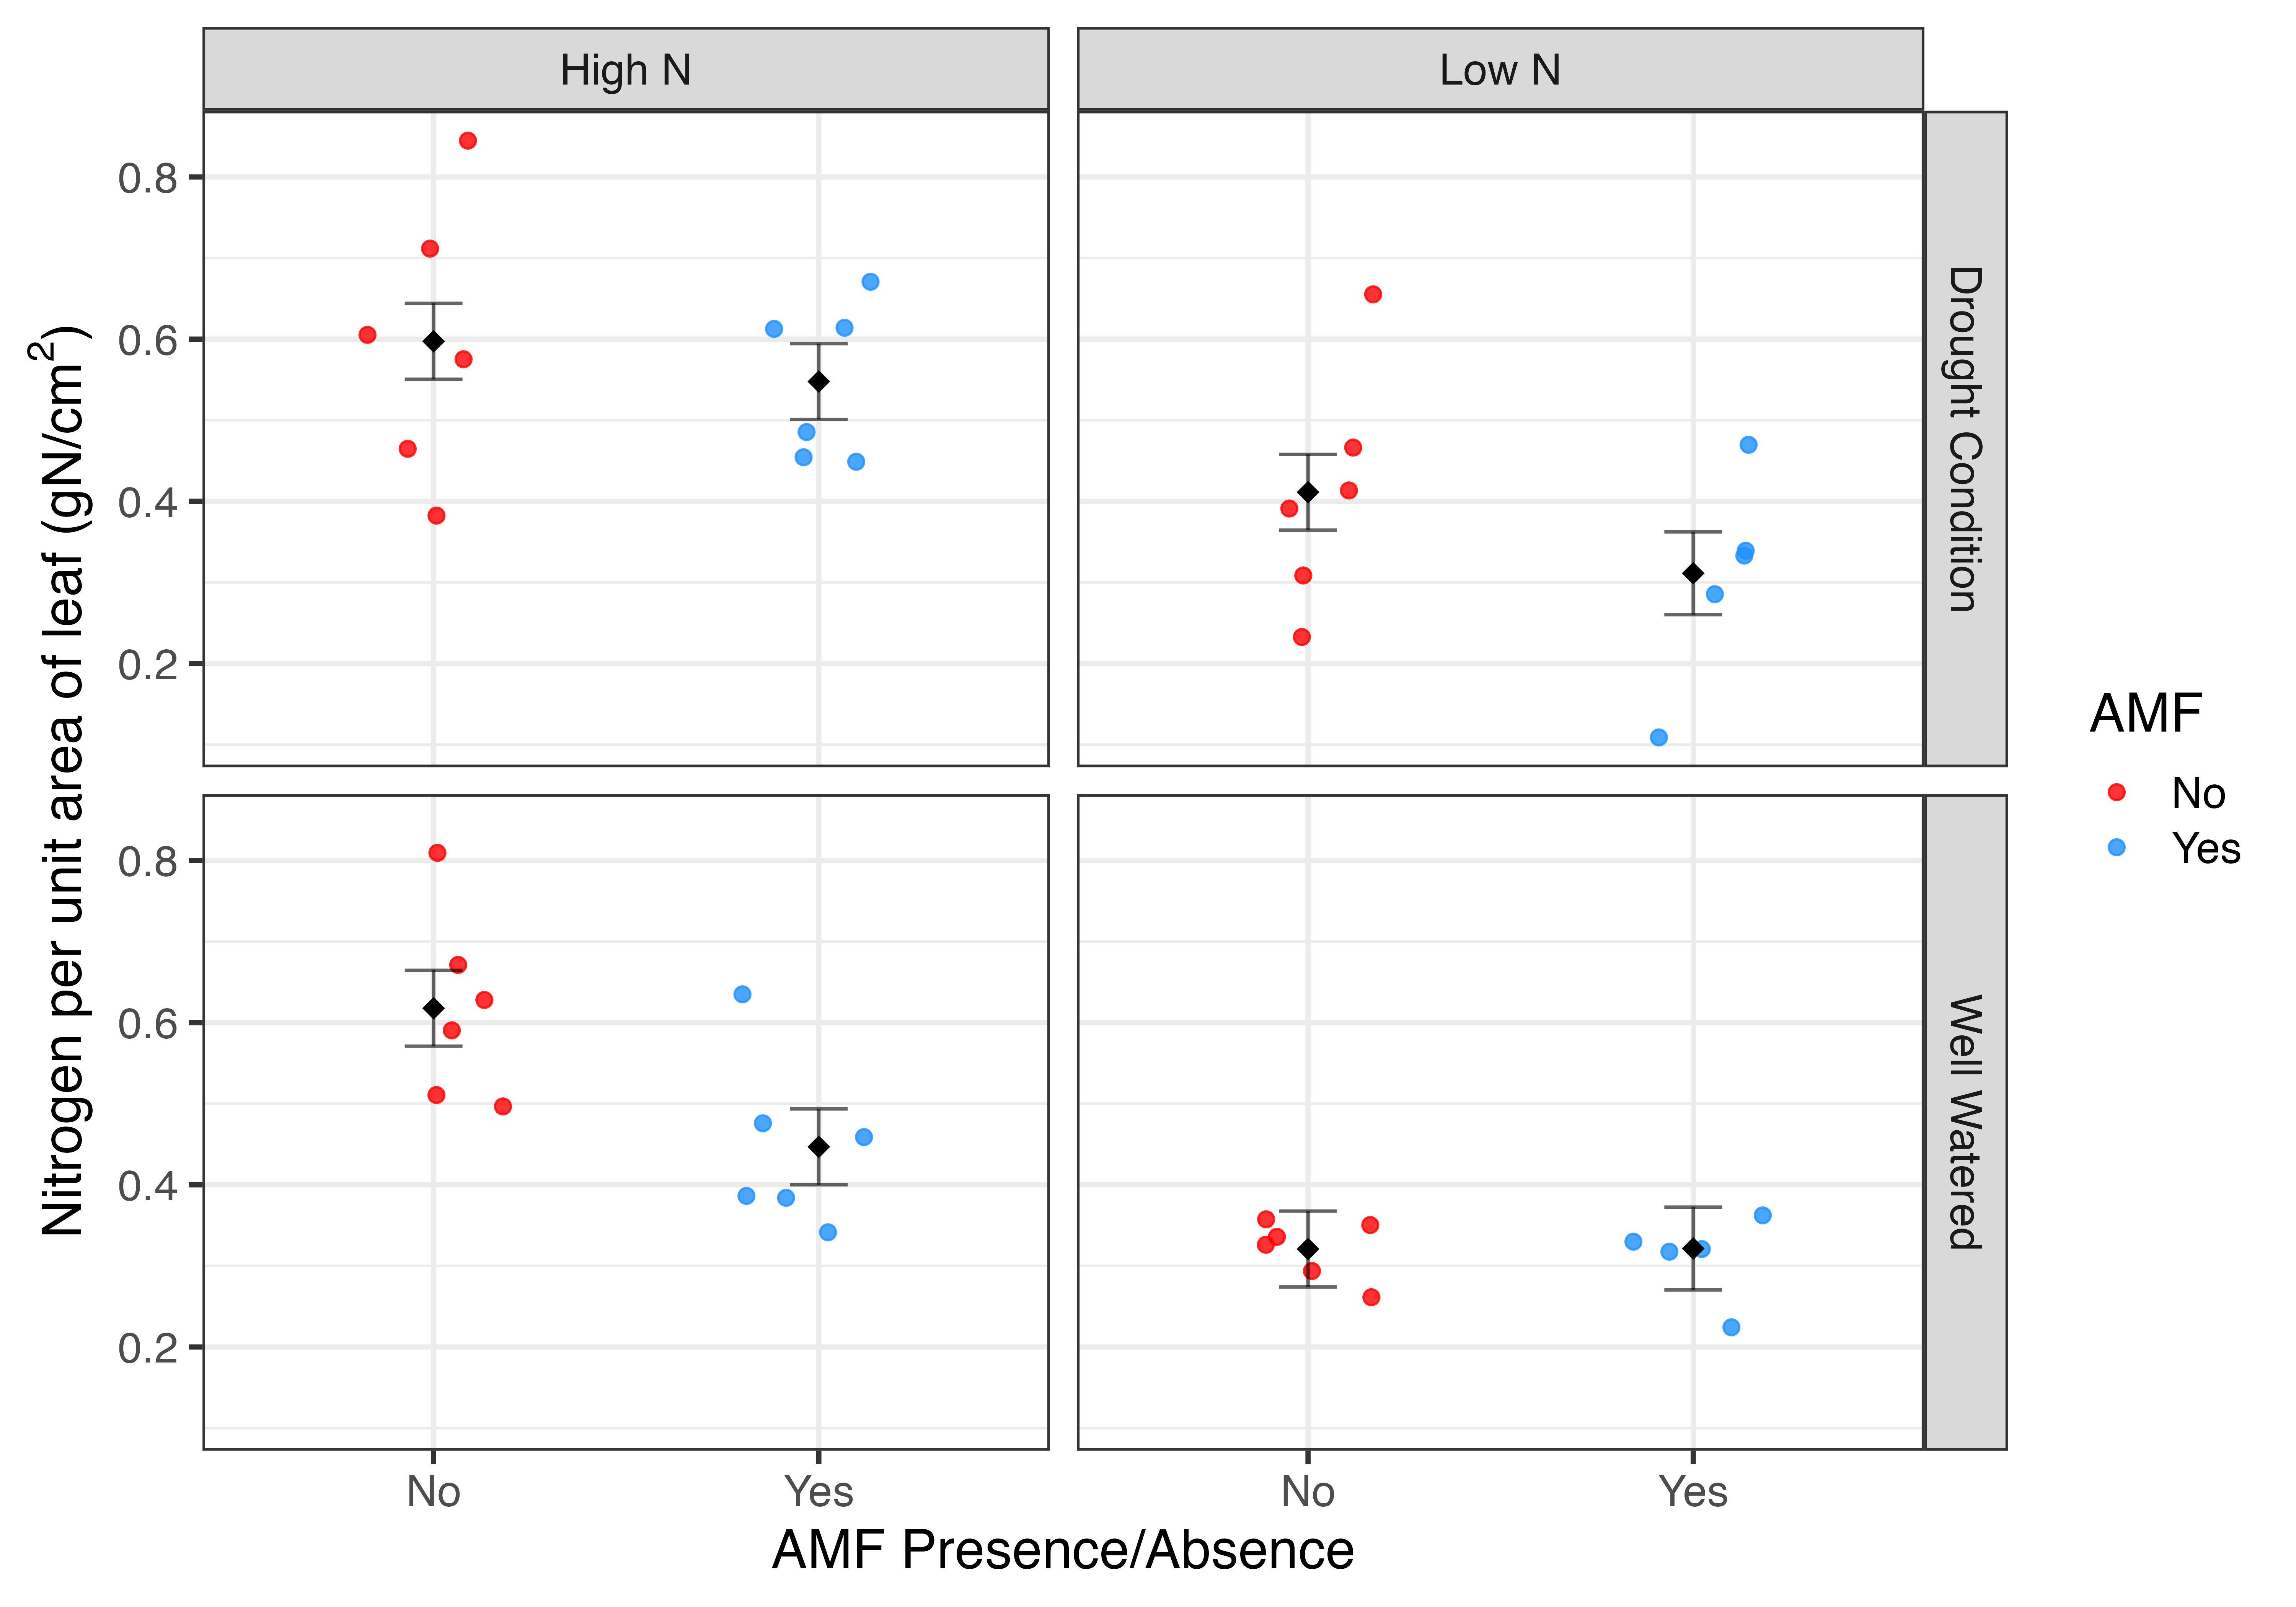 High N
Low N
0.8
0.6
0.4
0.2
Drought Condition
0.8
0.6
0.4
0.2
Well Watered
Nitrogen per unit area of leaf (gN/cm²)
No
Yes
No
Yes
AMF Presence/Absence
AMF
No
Yes